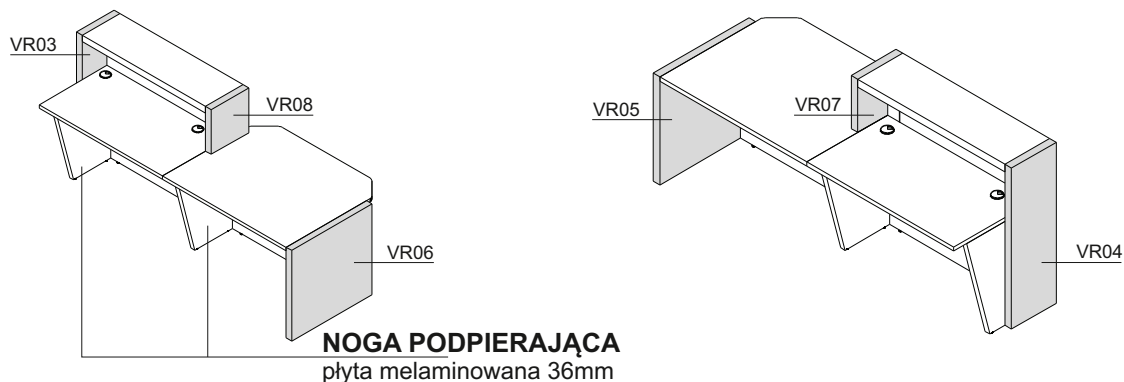 VR03
VR08
VR06
NOGA PODPIERAJĄCA
płyta melaminowana 36mm
VR05
VR07
VR04